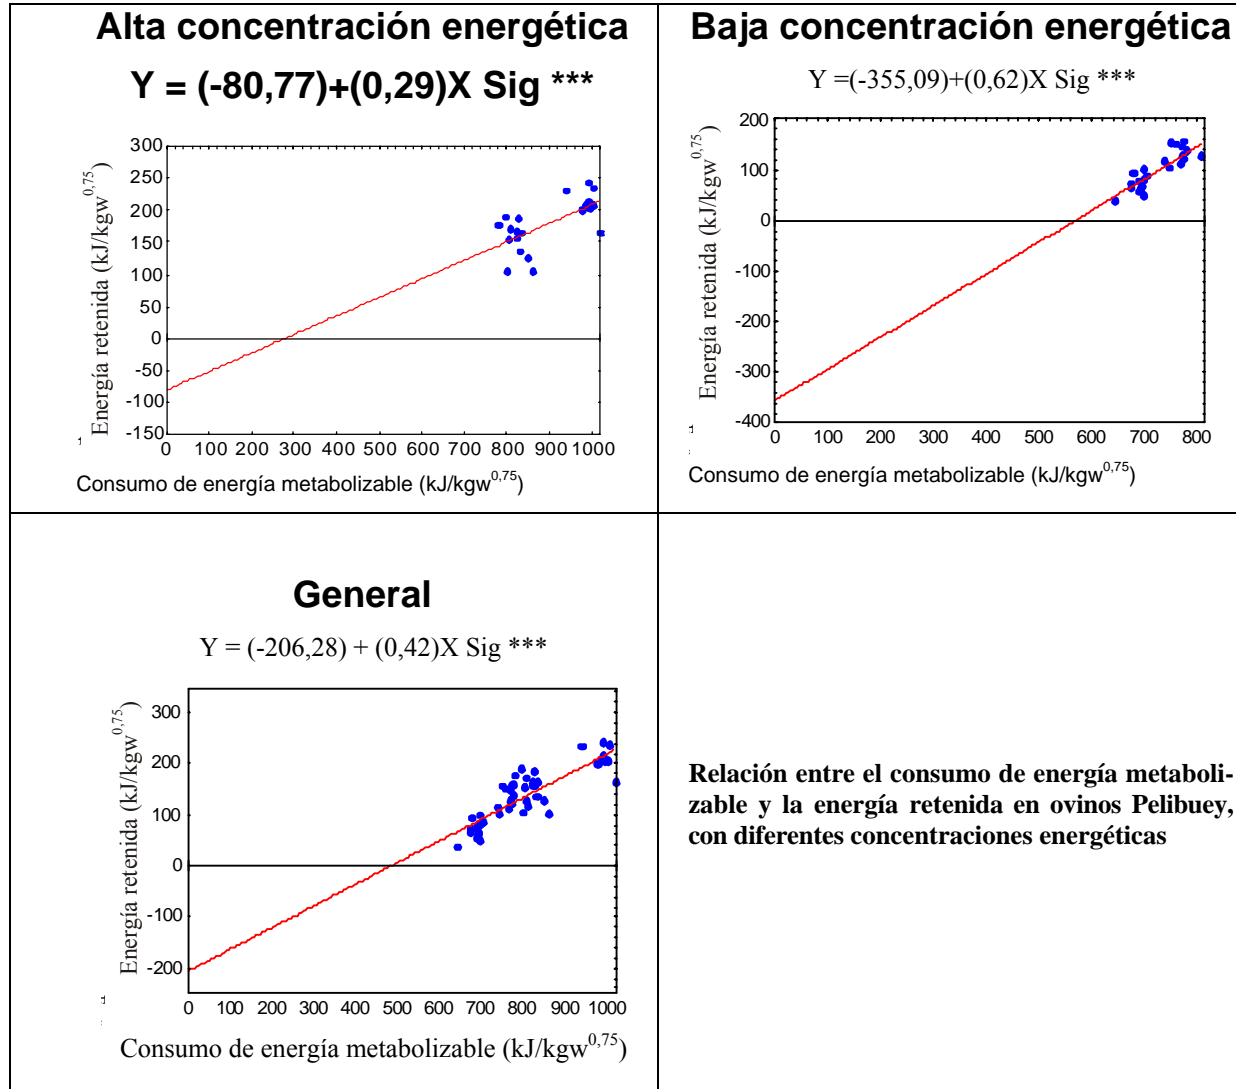 Alta concentración energética
Y = (-80,77)+(0,29)X Sig ***
300
250
200
150
100
50
0
-50
-100
-150
Energía retenida (kJ/kgw0,75)
0 100 200 300 400 500 600 700 800 900 1000
Consumo de energía metabolizable (kJ/kgw0,75)
Baja concentración energética
Y =(-355,09)+(0,62)X Sig ***
200
100
0
-100
-200
-300
-400
Energía retenida (kJ/kgw0,75)
0 100 200 300 400 500 600 700 800
Consumo de energía metabolizable (kJ/kgw0,75)
General
Y = (-206,28) + (0,42)X Sig ***
300
200
100
0
-100
-200
Energía retenida (kJ/kgw0,75)
0 100 200 300 400 500 600 700 800 900 1000
Consumo de energía metabolizable (kJ/kgw0,75)
Relación entre el consumo de energía metaboli-
zable y la energía retenida en ovinos Pelibuey,
con diferentes concentraciones energéticas